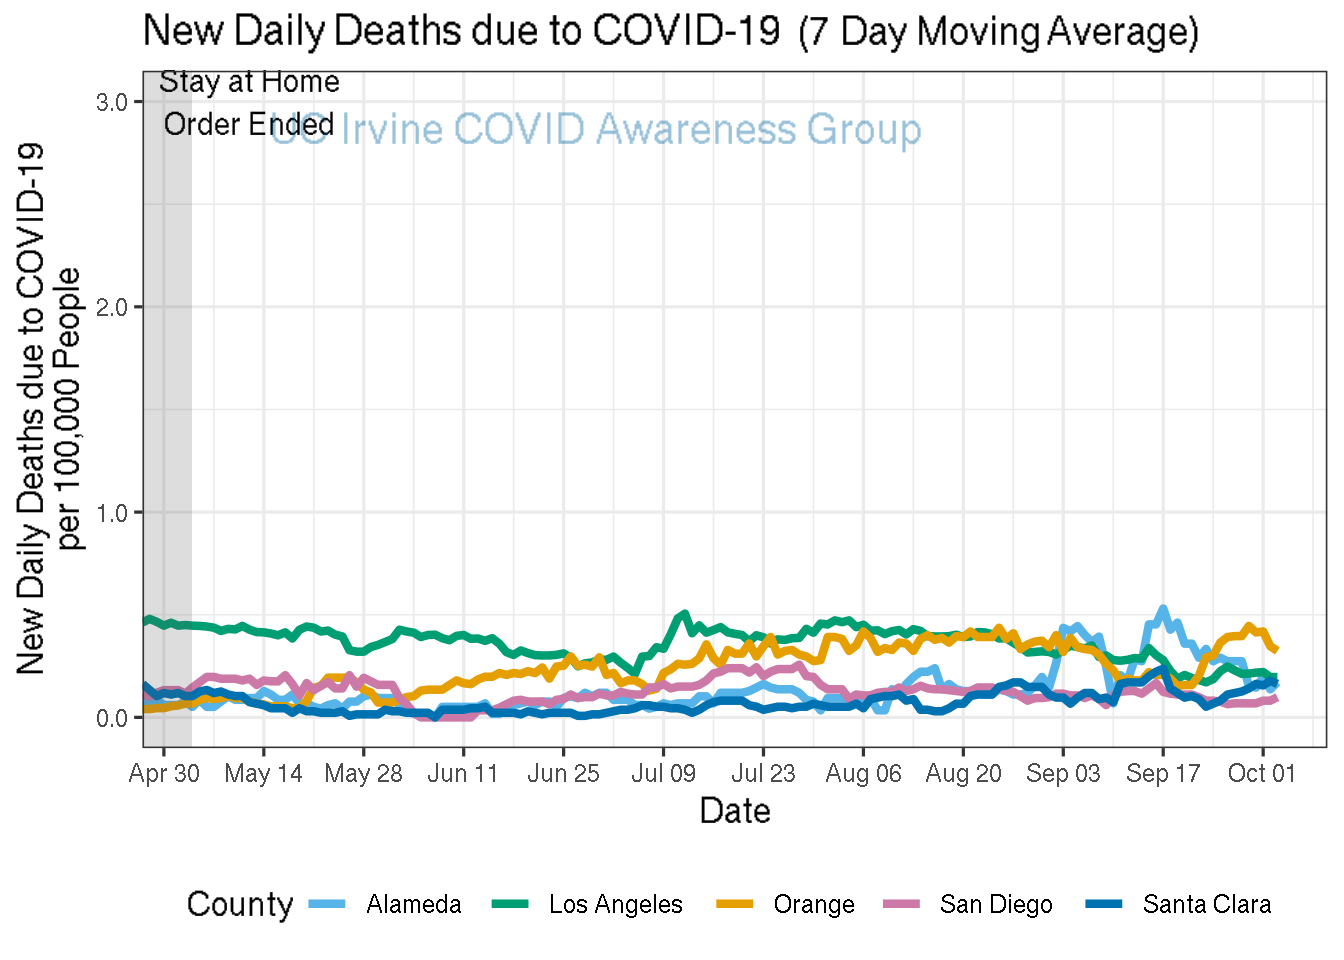 New Daily Deaths due to COVID-19 (7 Day Moving Average)
Stay at Home
Order Ended
UC Irvine COVID Awareness Group
New Daily Deaths due to COVID-19
per 100,000 People
3.0
2.0
1.0
0.0
Apr 30 May 14 May 28 Jun 11 Jun 25 Jul 09 Jul 23 Aug 06 Aug 20 Sep 03 Sep 17 Oct 01
Date
County Alameda Los Angeles Orange San Diego Santa Clara